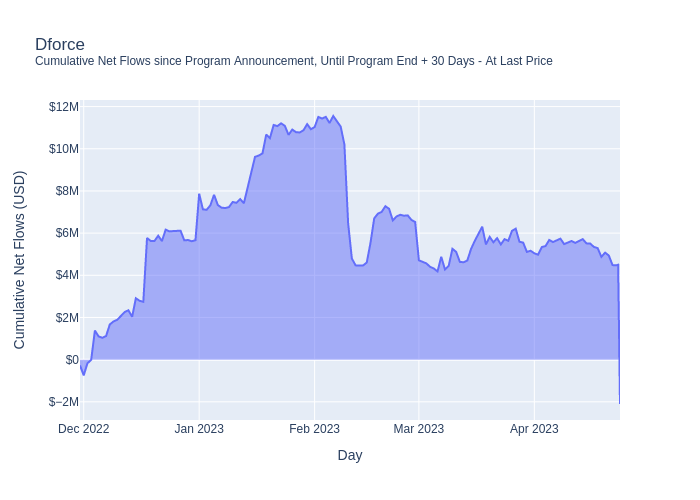 Dforce
Cumulative Net Flows since Program Announcement, Until Program End + 30 Days - At Last Price
$12M
$10M
$8M
$6M
$4M
$2M
$0
$−2M
Cumulative Net Flows (USD)
Dec 2022
Jan 2023
Feb 2023
Mar 2023
Apr 2023
Day